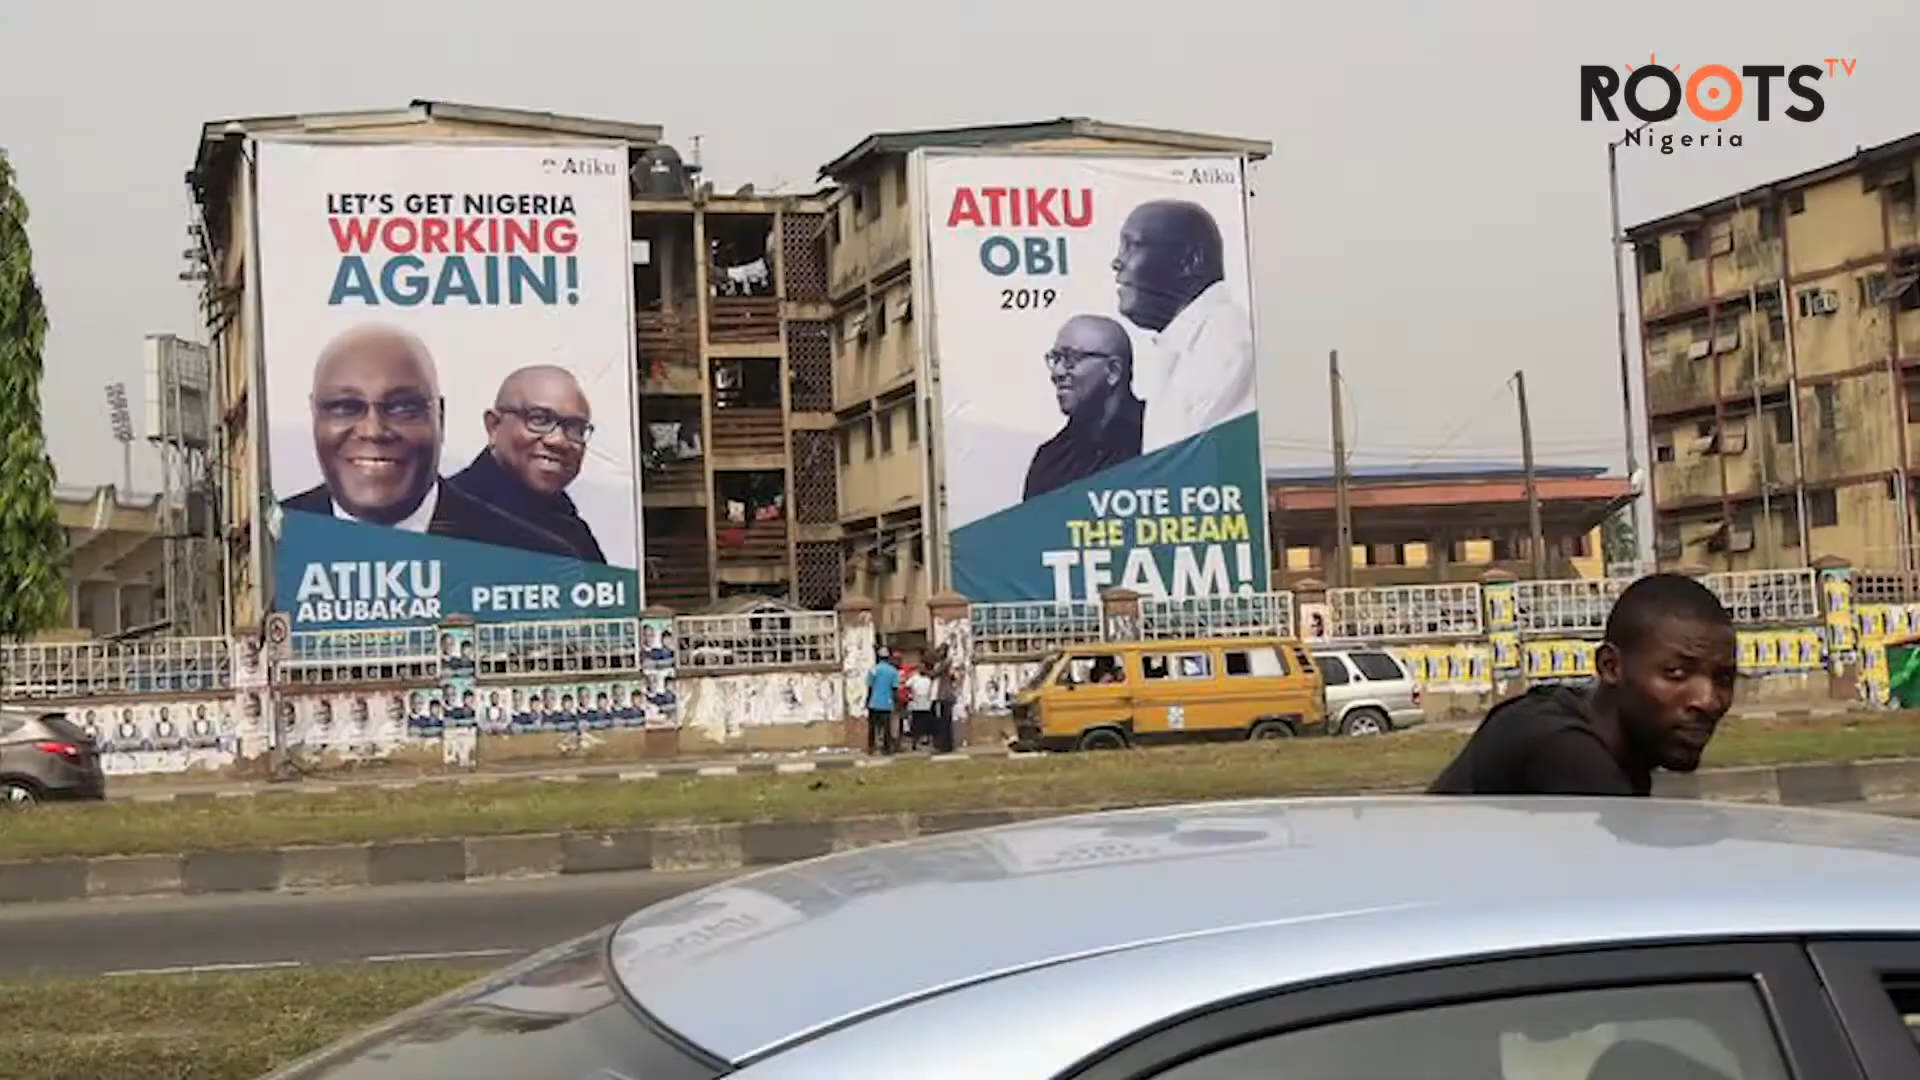 ROOTS TV
Nigeria
Atiku
LET'S GET NIGERIA
WORKING
AGAIN!
ATIKU
ABUBAKAR
PETER OBI
Atiku
ATIKU
OBI
2019
VOTE FOR
THE DREAM
TEAM!